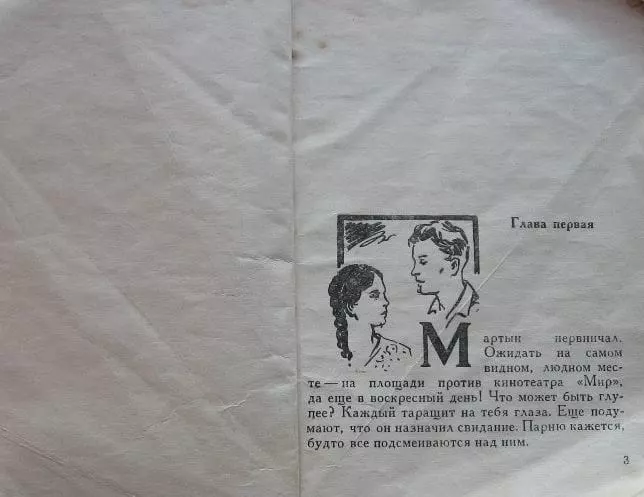 Глава первая
Мартын нервничал.
Ожидать на самом
видном, людном мес-
те — на площади против кинотеатра «Мир»,
да еще в воскресный день! Что может быть глу-
пее? Каждый таращит на тебя глаза. Еще поду-
мают, что он назначил свидание. Парню кажется,
будто все подсмеиваются над ним.
3